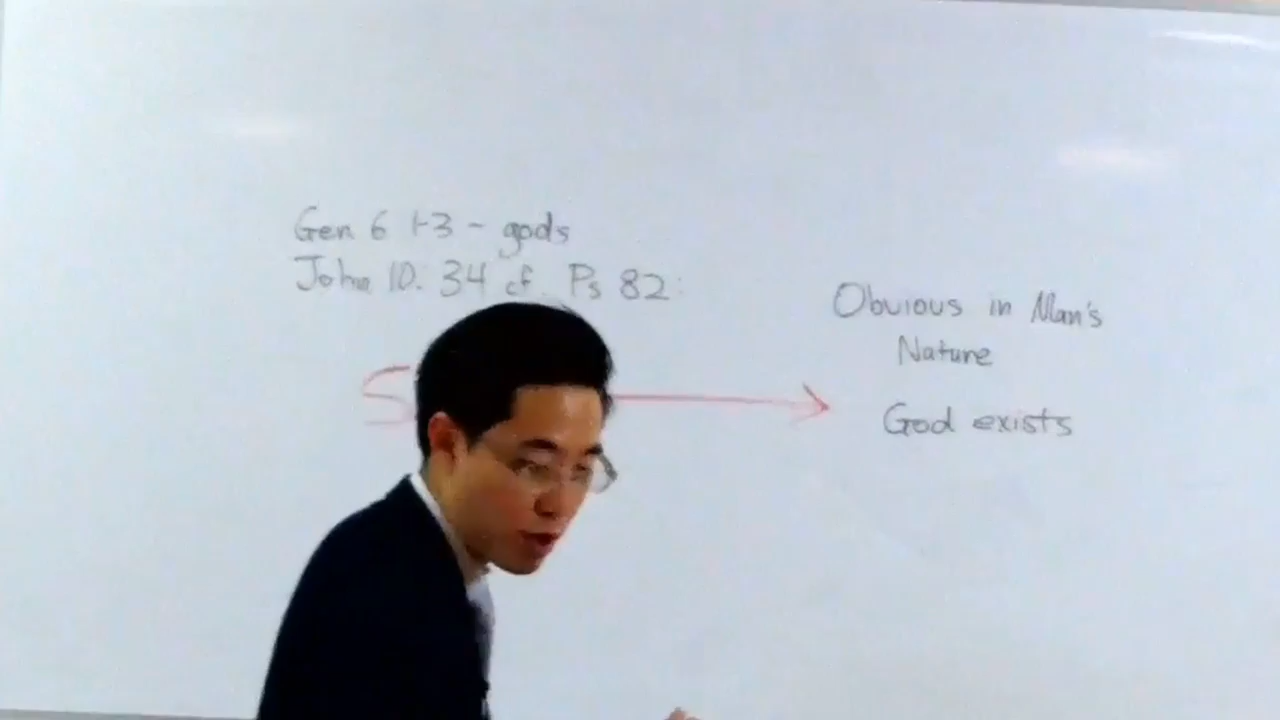 Gen 6 1-3 - gods
John 10:34 cf. Ps 82:
Obvious in Man's
Nature
S
God exists